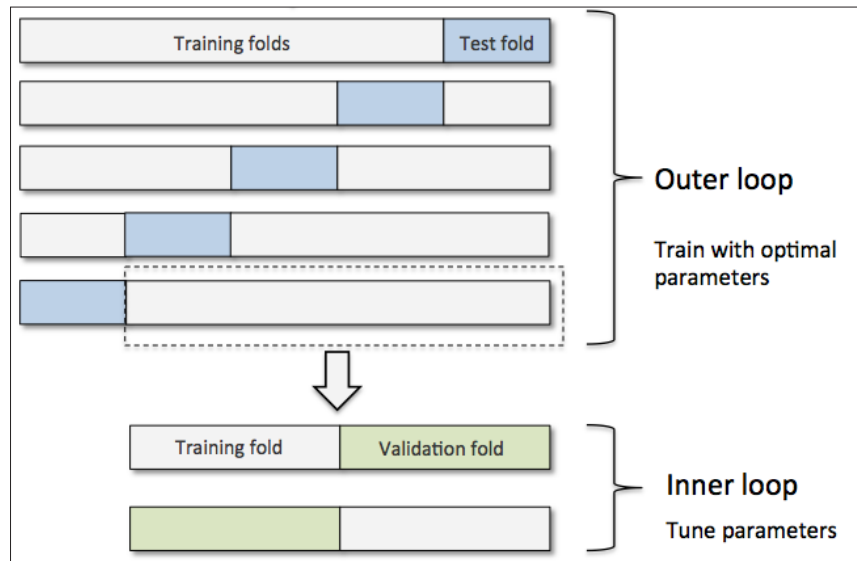 Training folds
Test fold
Outer loop
Train with optimal
parameters
Training fold
Validation fold
Inner loop
Tune parameters